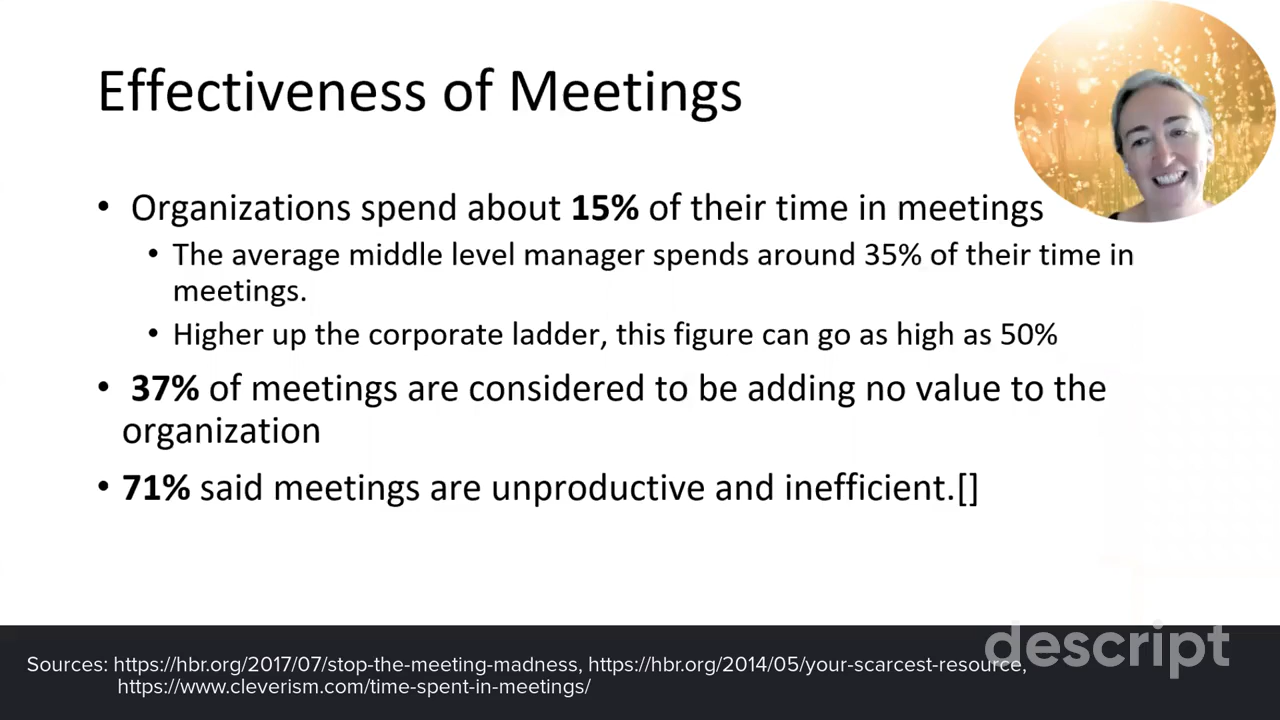 Effectiveness of Meetings
• Organizations spend about 15% of their time in meetings
• The average middle level manager spends around 35% of their time in
meetings.
• Higher up the corporate ladder, this figure can go as high as 50%
• 37% of meetings are considered to be adding no value to the
organization
• 71% said meetings are unproductive and inefficient.[]
descript
Sources: https://hbr.org/2017/07/stop-the-meeting-madness, https://hbr.org/2014/05/your-scarcest-resource,
https://www.cleverism.com/time-spent-in-meetings/